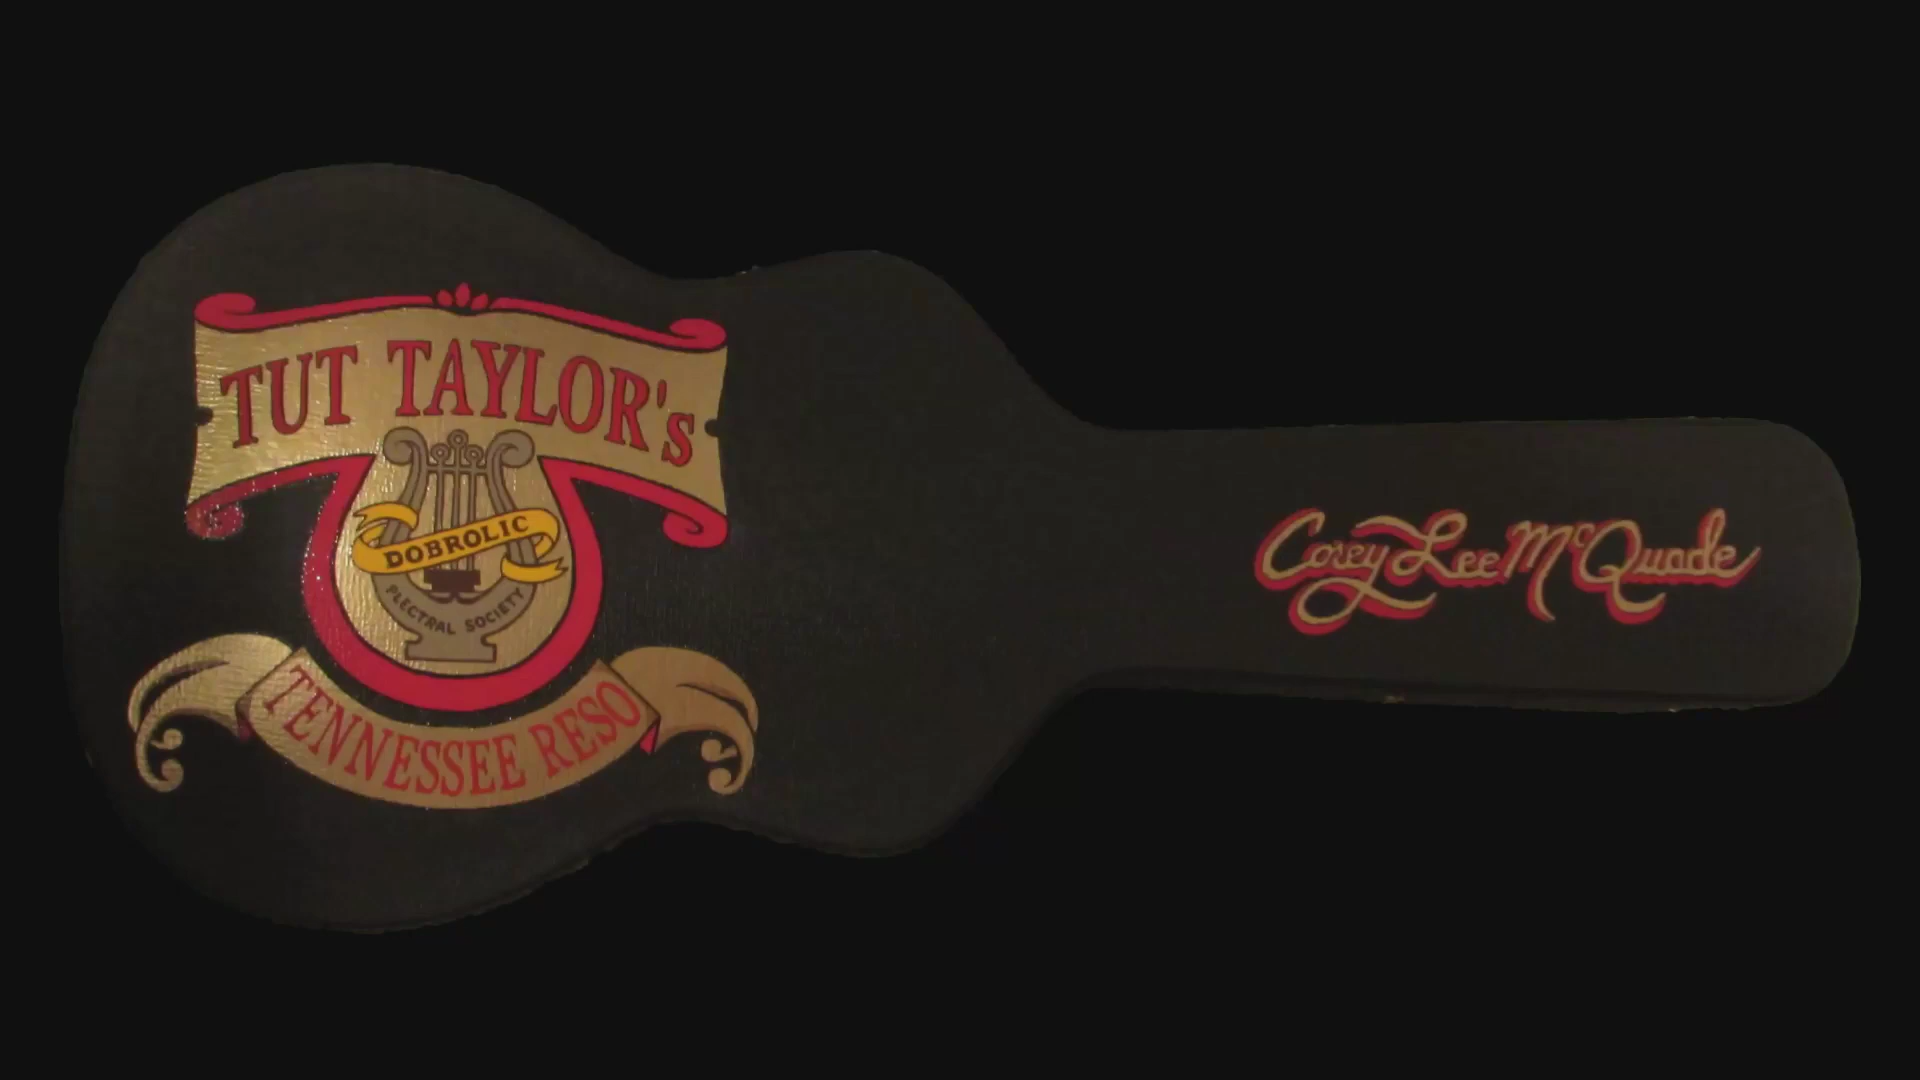 TUT TAYLOR's
DOBROLIC
PLECTRAL SOCIETY
TENNESSEE RESO
Corey Lee McQuade